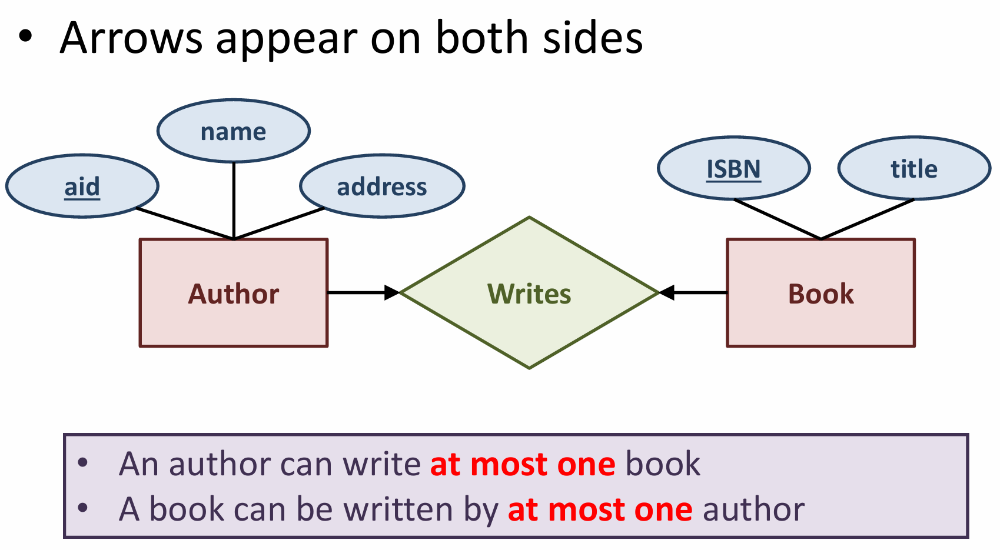 • Arrows appear on both sides
name
aid
address
ISBN
title
Author
Writes
Book
• An author can write at most one book
• A book can be written by at most one author